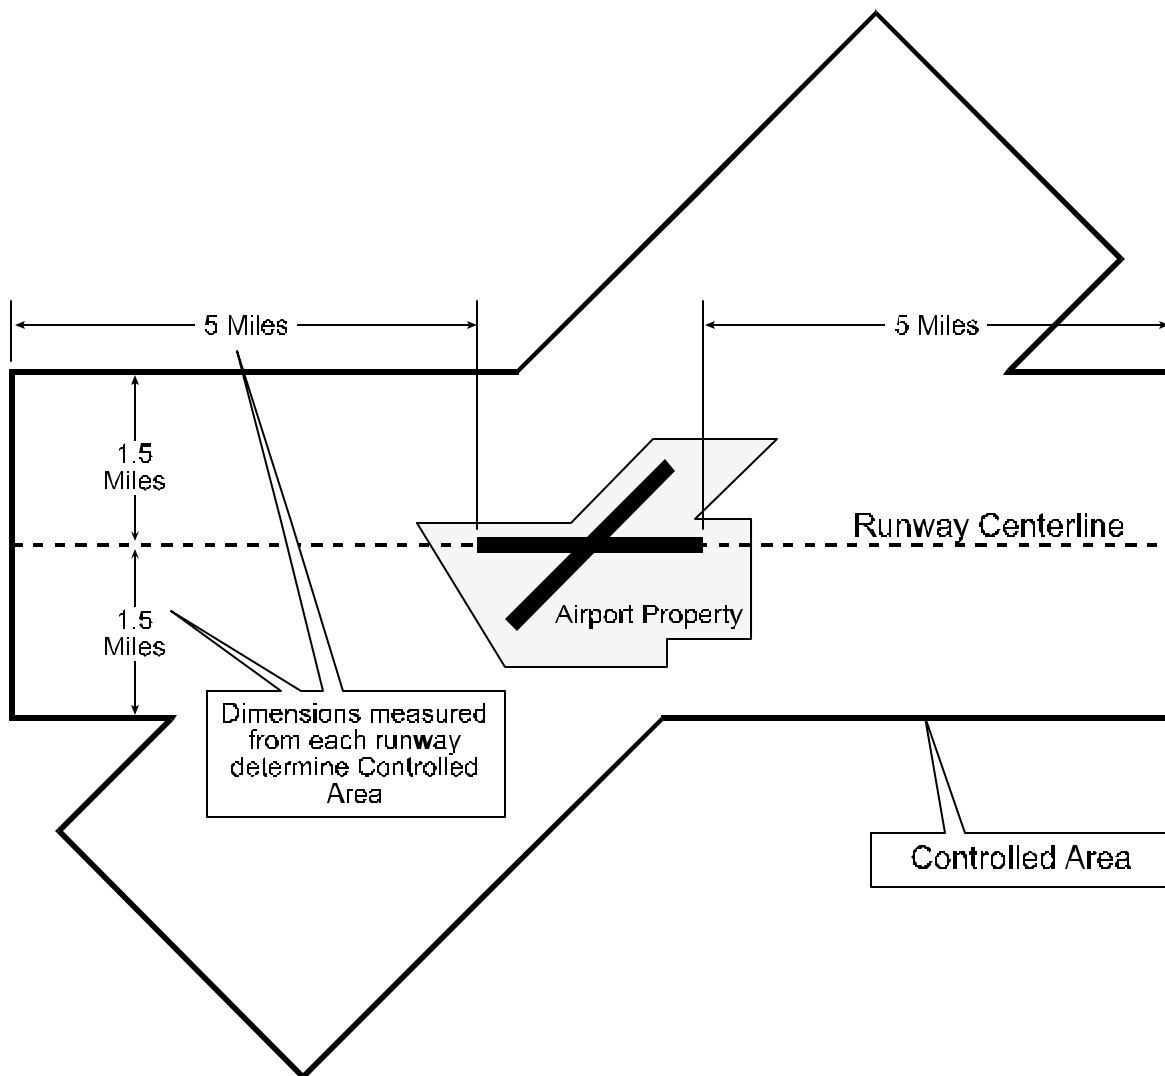 5 Miles
5 Miles
1.5
Miles
Runway Centerline
1.5
Miles
Airport Property
Dimensions measured
from each runway
determine Controlled
Area
Controlled Area